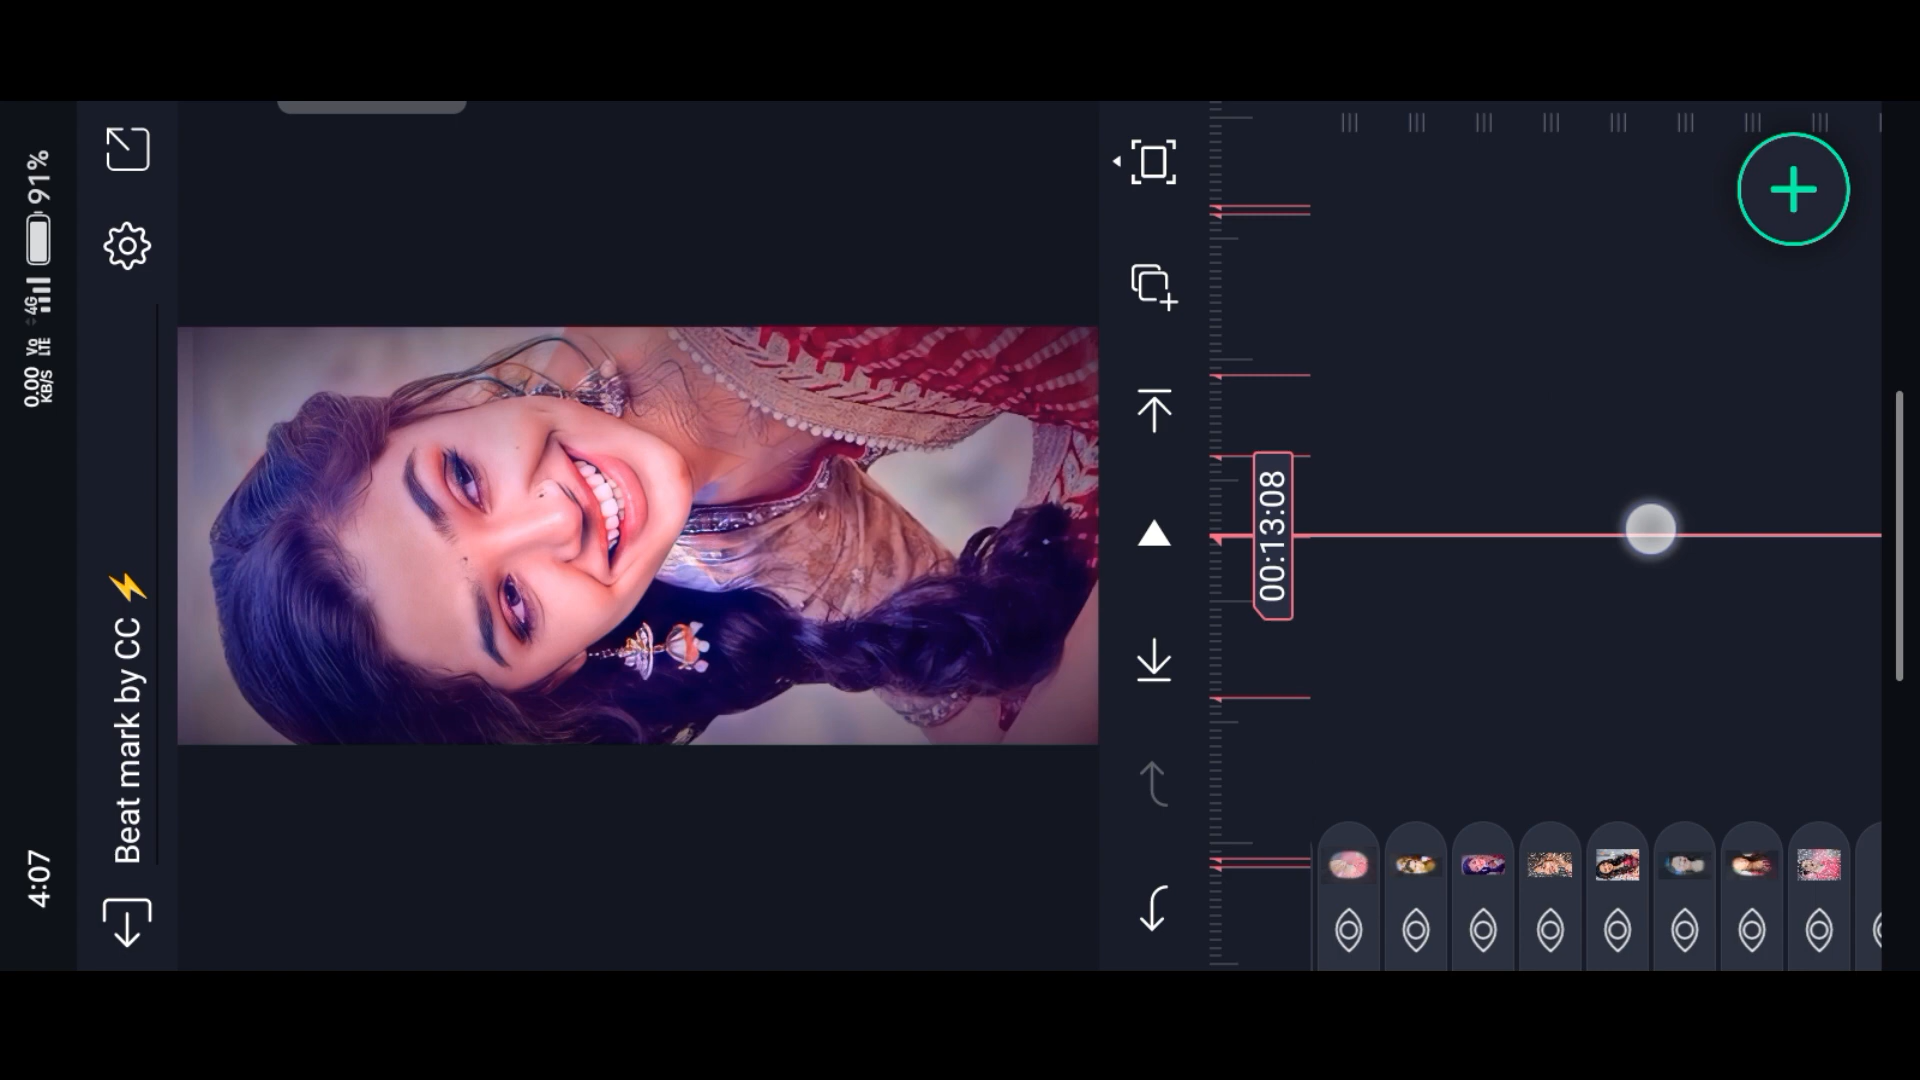 4:07
0.00 KB/S
Vo LTE
4G
91%
Beat mark by CC ⚡
00:13:08